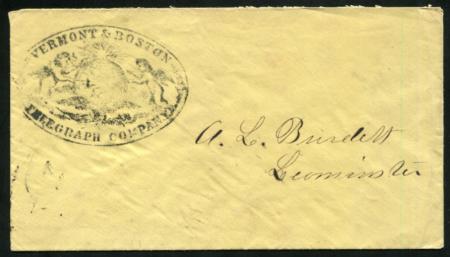 VERMONT & BOSTON
TELEGRAPH COMPANY.
A. L. Burdett
Leominster